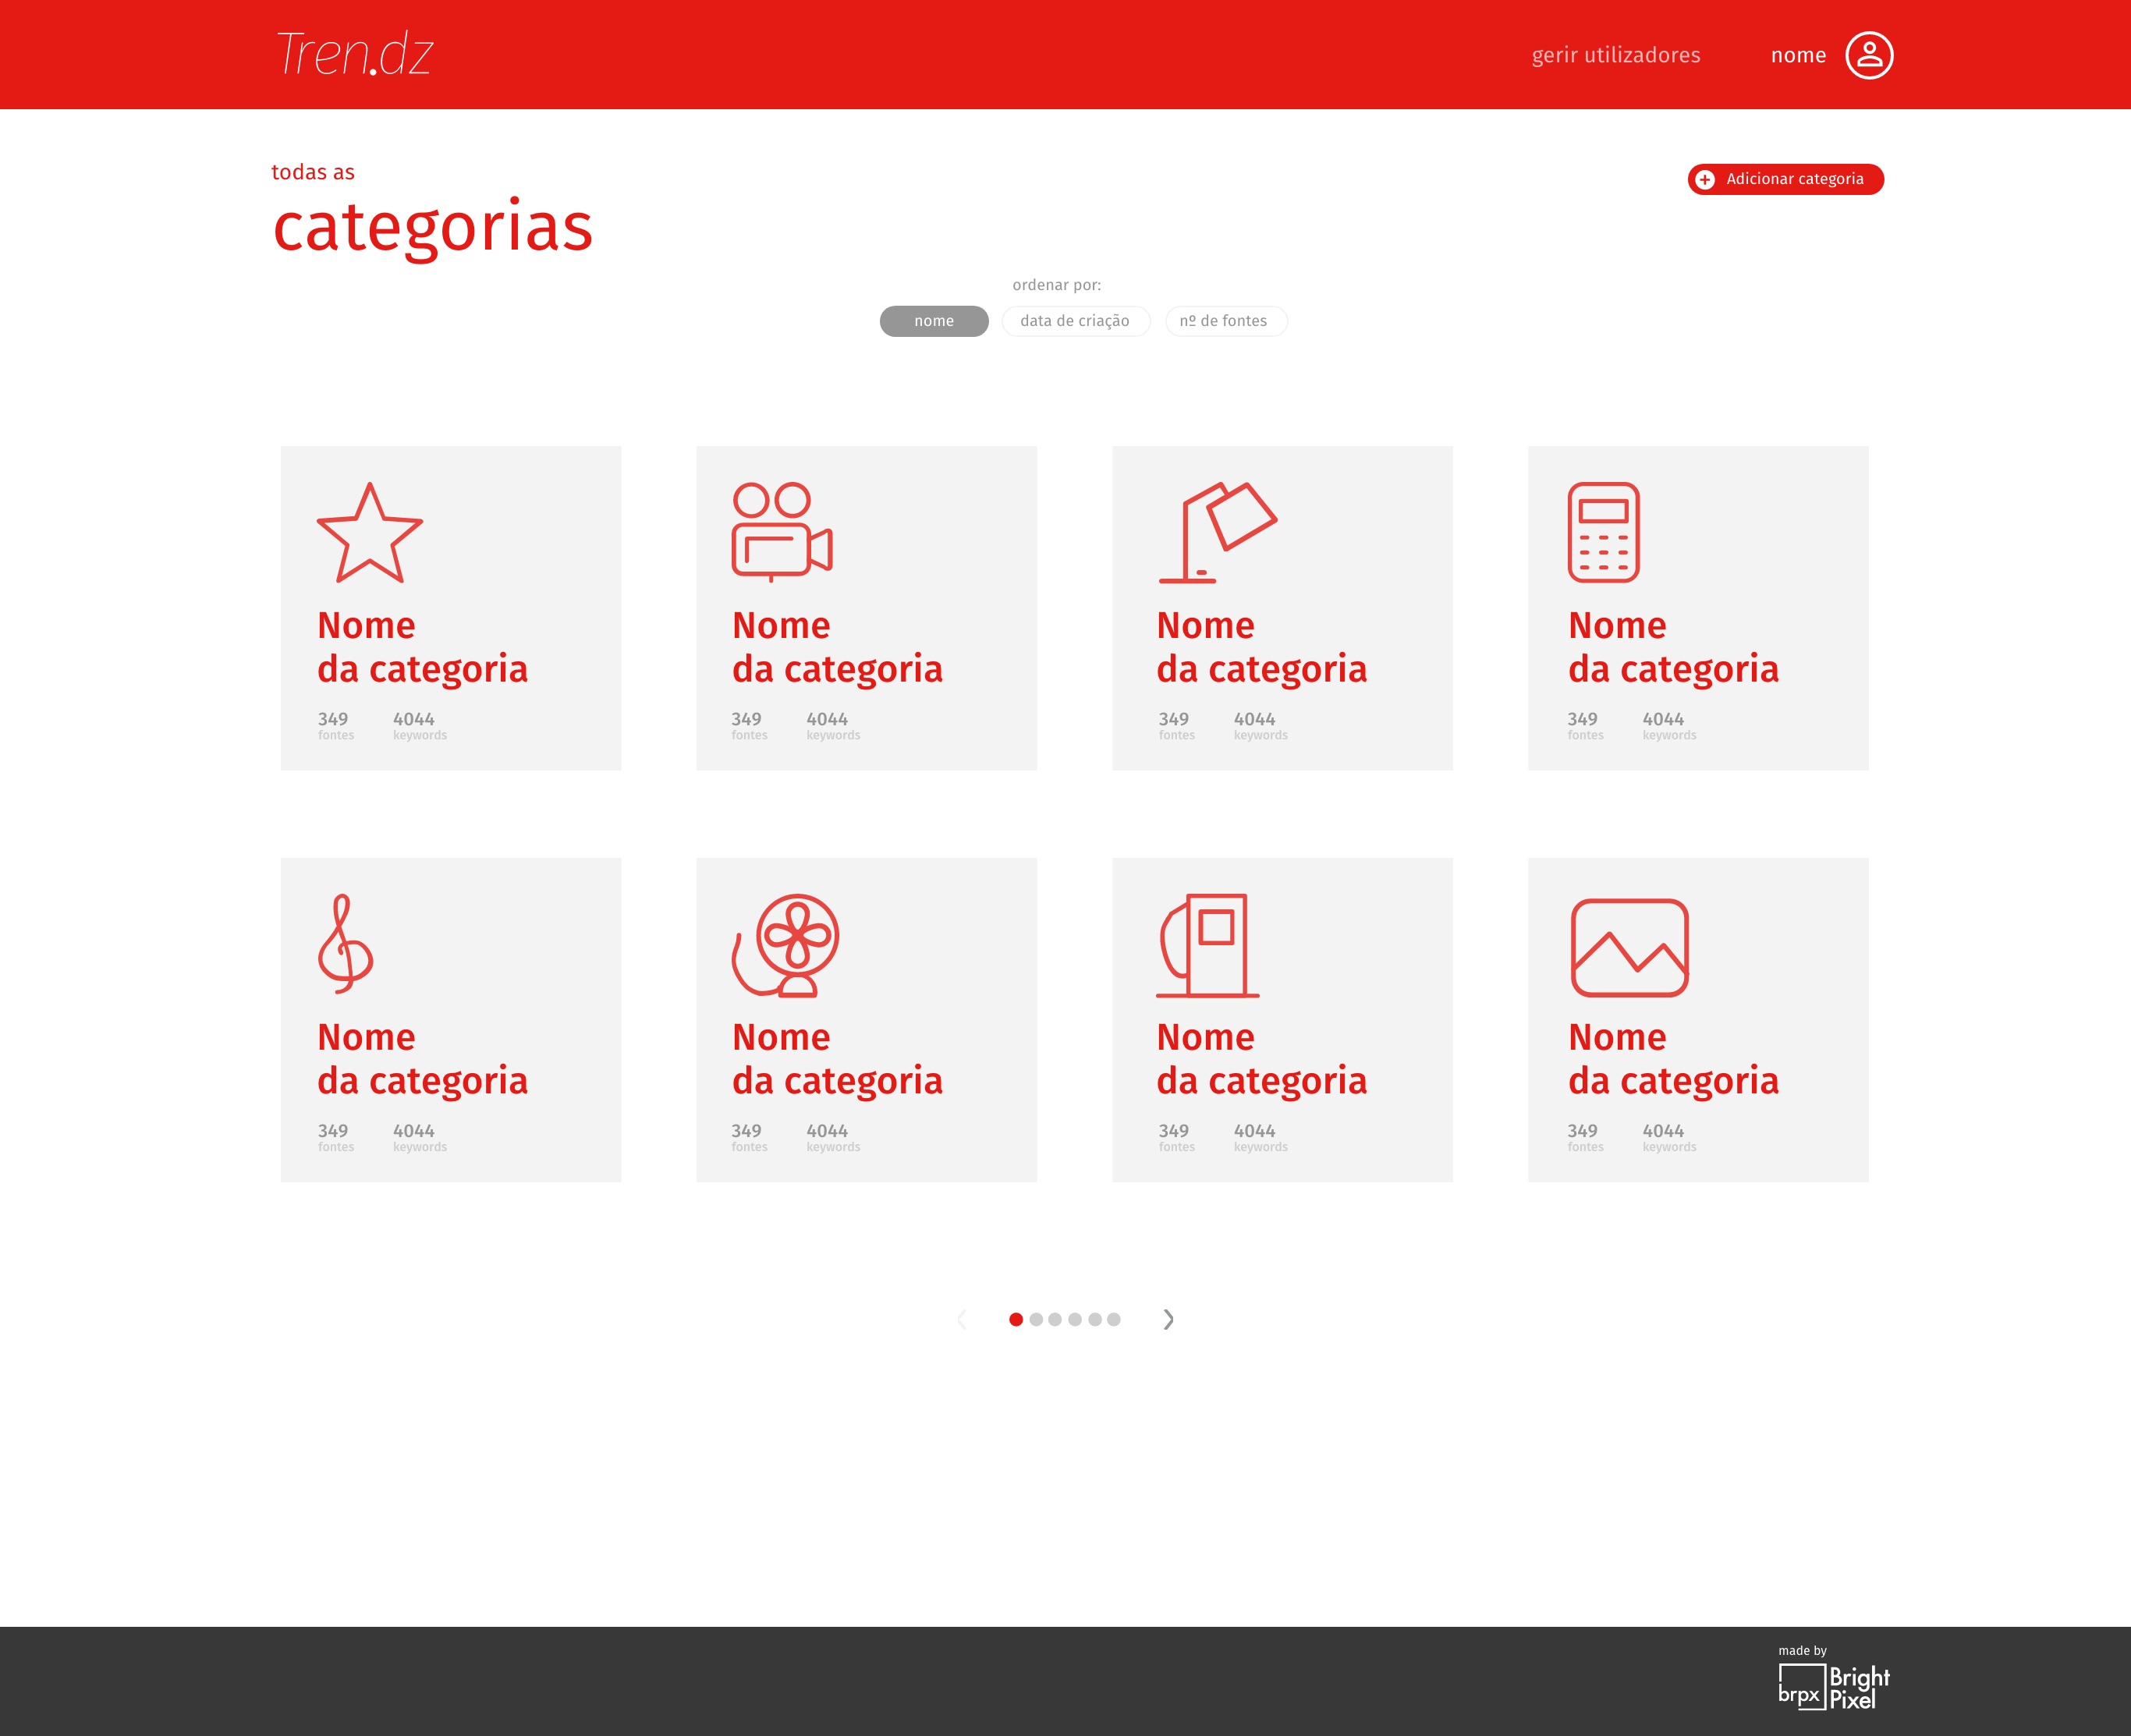 Tren.dz
gerir utilizadores
nome
todas as
categorias
Adicionar categoria
ordenar por:
nome
data de criação
nº de fontes
Nome
da categoria
349 4044
fontes keywords
Nome
da categoria
349 4044
fontes keywords
Nome
da categoria
349 4044
fontes keywords
Nome
da categoria
349 4044
fontes keywords
Nome
da categoria
349 4044
fontes keywords
Nome
da categoria
349 4044
fontes keywords
Nome
da categoria
349 4044
fontes keywords
Nome
da categoria
349 4044
fontes keywords
made by
brpx
Bright
Pixel